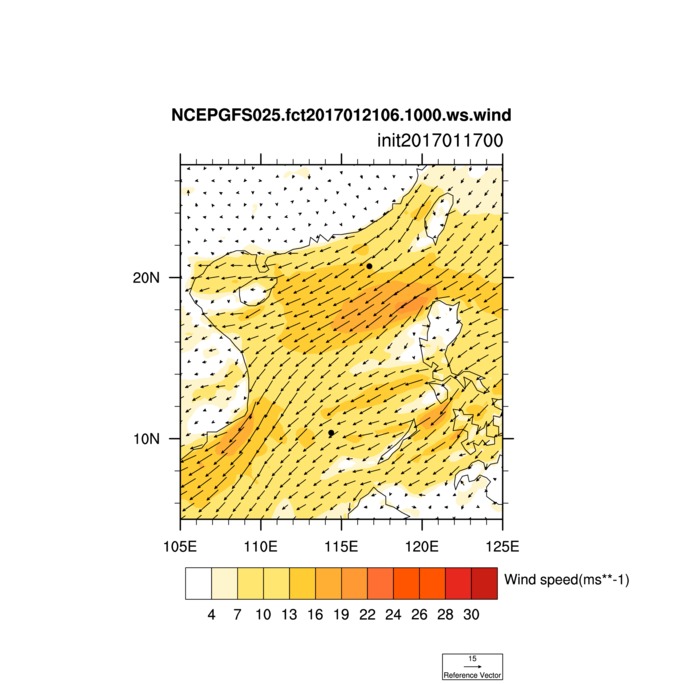 NCEPGFS025.fct2017012106.1000.ws.wind
init2017011700
20N
10N
105E 110E 115E 120E 125E
Wind speed(ms**-1)
4 7 10 13 16 19 22 24 26 28 30
15
Reference Vector